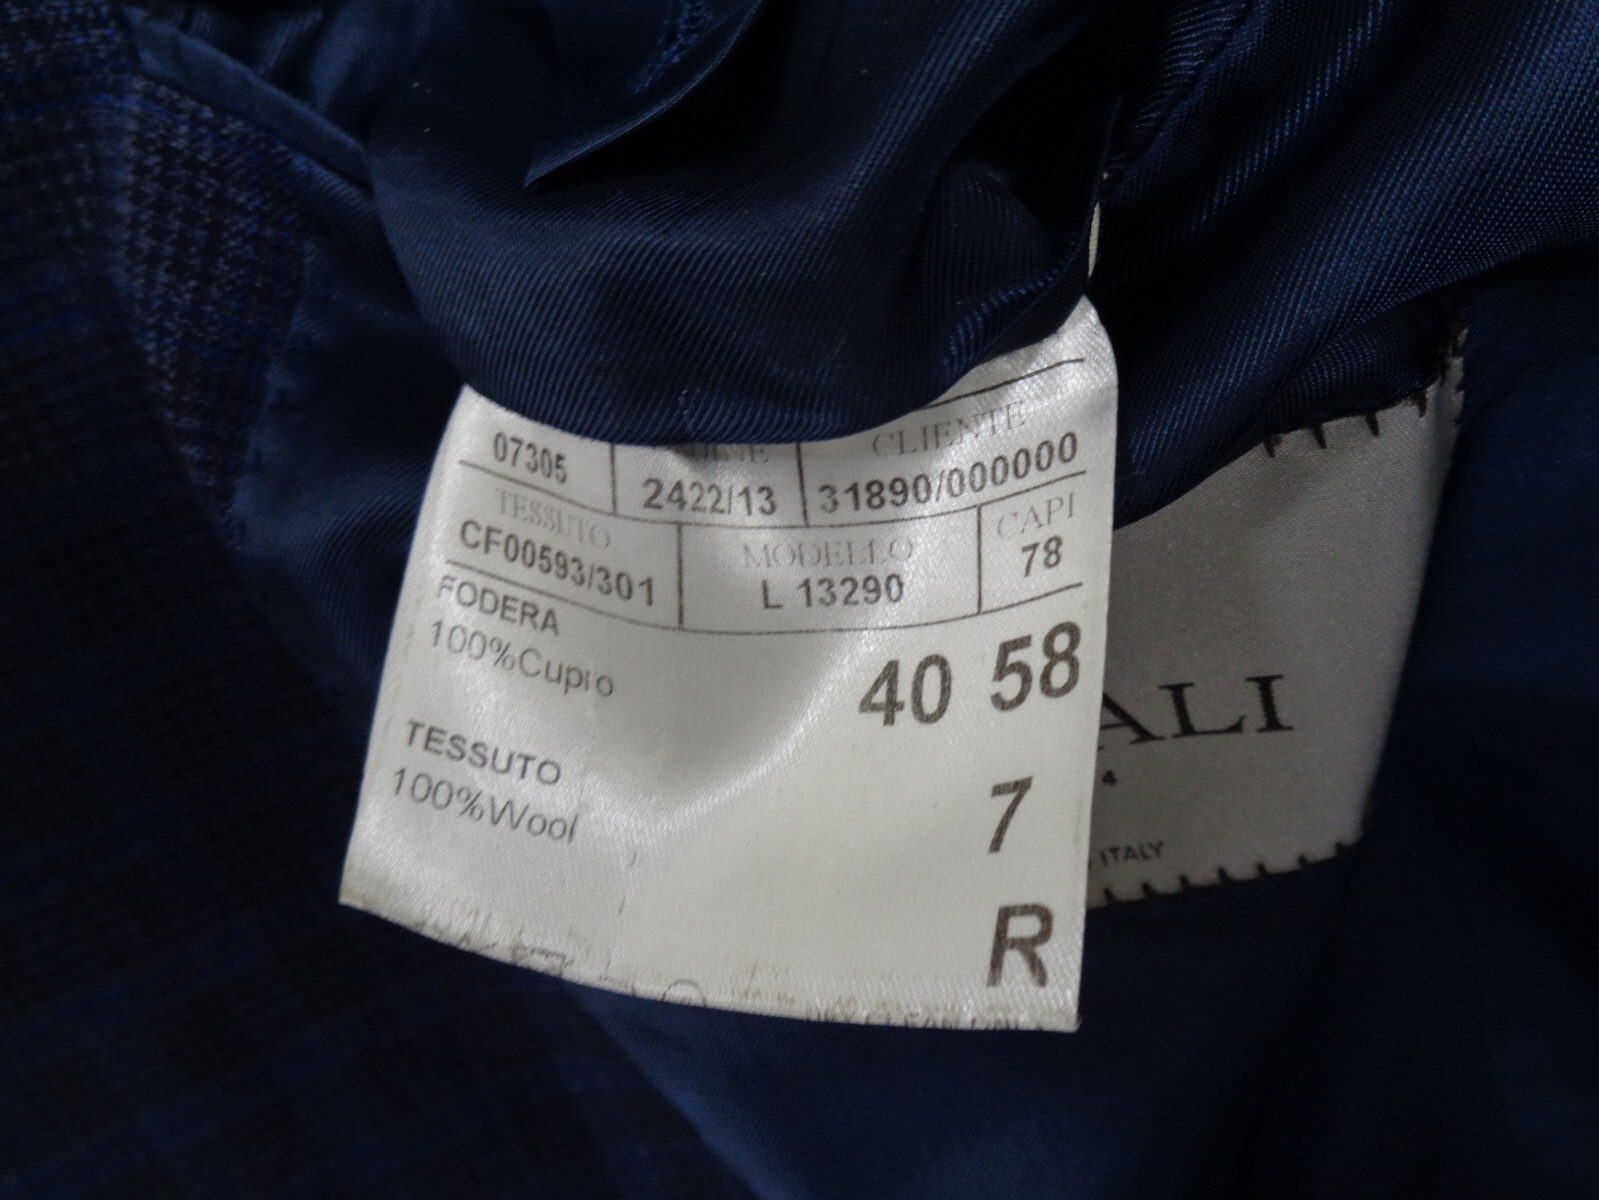 CLIENTE
07305 2422/13 31890/000000
TESSUTO MODELLO CAPI
CF00593/301 L 13290 78
FODERA
100%Cupro
40 58
TESSUTO
100%Wool
7
R
ALI
4
ITALY